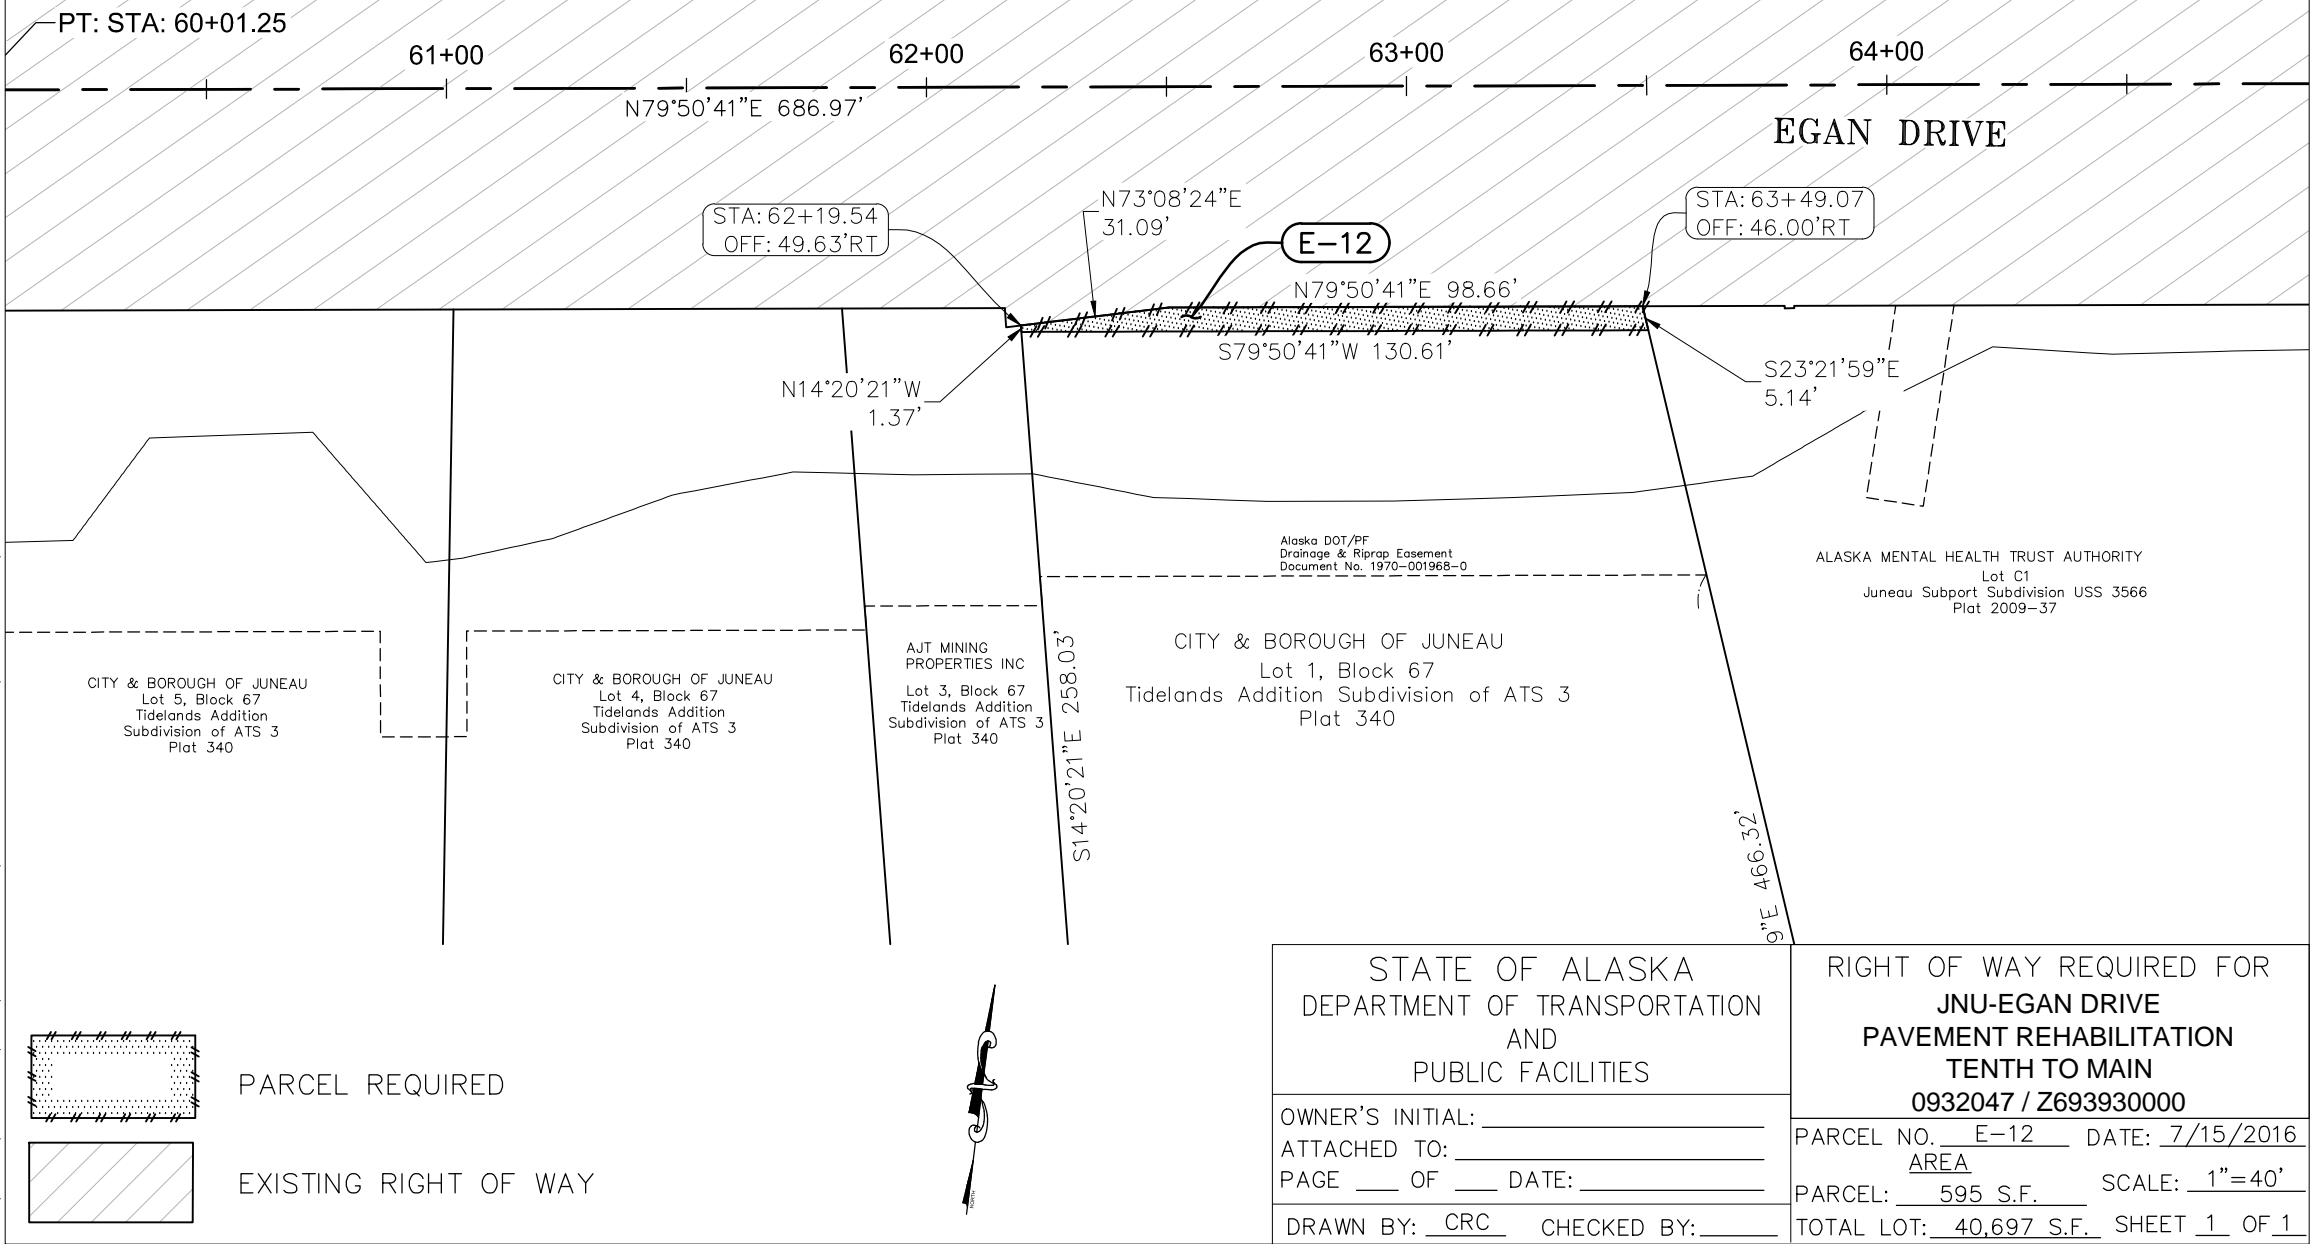 PT: STA: 60+01.25
61+00
62+00
63+00
64+00
N79°50'41"E 686.97'
EGAN DRIVE
STA: 62+19.54
OFF: 49.63'RT
N73°08'24"E
31.09'
E-12
STA: 63+49.07
OFF: 46.00'RT
N79°50'41"E 98.66'
S79°50'41"W 130.61'
N14°20'21"W
1.37'
S23°21'59"E
5.14'
Alaska DOT/PF
Drainage & Riprap Easement
Document No. 1970-001968-0
ALASKA MENTAL HEALTH TRUST AUTHORITY
Lot C1
Juneau Subport Subdivision USS 3566
Plat 2009-37
CITY & BOROUGH OF JUNEAU
Lot 5, Block 67
Tidelands Addition
Subdivision of ATS 3
Plat 340
CITY & BOROUGH OF JUNEAU
Lot 4, Block 67
Tidelands Addition
Subdivision of ATS 3
Plat 340
AJT MINING
PROPERTIES INC
Lot 3, Block 67
Tidelands Addition
Subdivision of ATS 3
Plat 340
S14°20'21"E 258.03'
CITY & BOROUGH OF JUNEAU
Lot 1, Block 67
Tidelands Addition Subdivision of ATS 3
Plat 340
9"E 466.32'
PARCEL REQUIRED
EXISTING RIGHT OF WAY
NORTH
STATE OF ALASKA
DEPARTMENT OF TRANSPORTATION
AND
PUBLIC FACILITIES
OWNER'S INITIAL:
ATTACHED TO:
PAGE OF DATE:
DRAWN BY: CRC CHECKED BY:
RIGHT OF WAY REQUIRED FOR
JNU-EGAN DRIVE
PAVEMENT REHABILITATION
TENTH TO MAIN
0932047 / Z693930000
PARCEL NO. E-12 DATE: 7/15/2016
AREA
PARCEL: 595 S.F. SCALE: 1"=40'
TOTAL LOT: 40,697 S.F. SHEET 1 OF 1